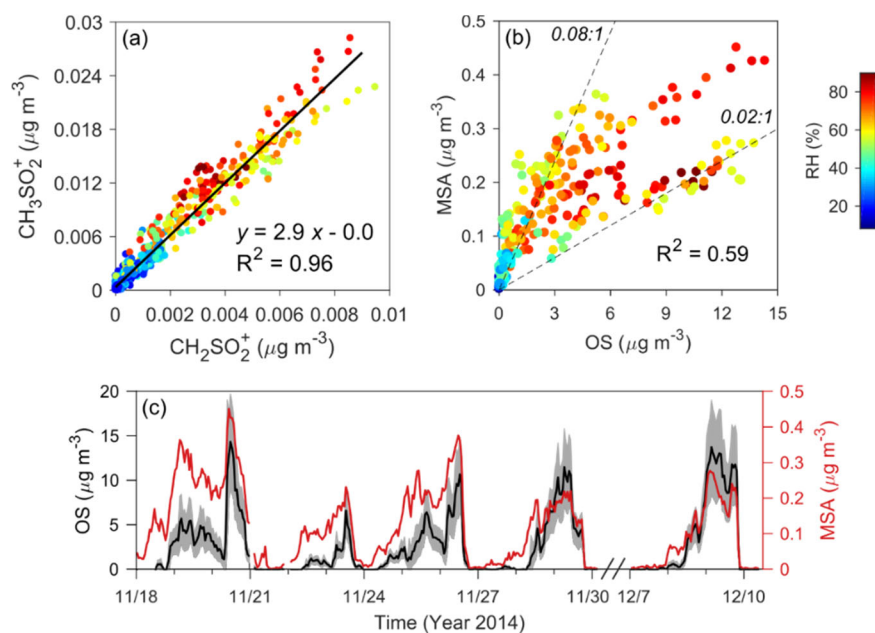 (a)
0.03
0.024
0.018
0.012
0.006
0
CH₃SO₂⁺ (μg m⁻³)
y = 2.9 x - 0.0
R² = 0.96
0 0.002 0.004 0.006 0.008 0.01
CH₂SO₂⁺ (μg m⁻³)
(b)
0.08:1
0.02:1
0.5
0.4
0.3
0.2
0.1
0
MSA (μg m⁻³)
R² = 0.59
0 3 6 9 12 15
OS (μg m⁻³)
80
60
40
20
RH (%)
(c)
20
15
10
5
0
OS (μg m⁻³)
0.5
0.4
0.3
0.2
0.1
0
MSA (μg m⁻³)
11/18 11/21 11/24 11/27 11/30 12/7 12/10
Time (Year 2014)